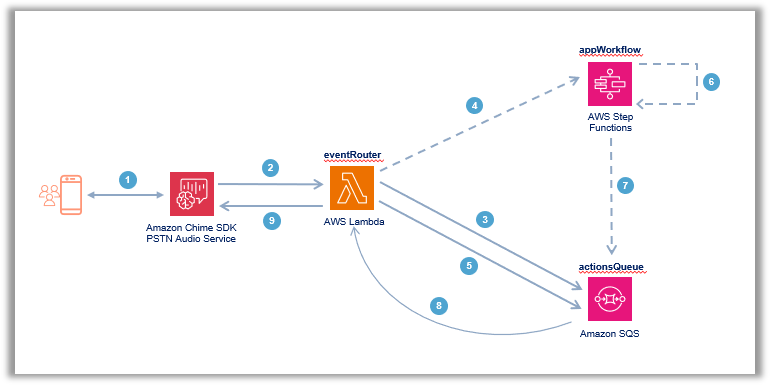 appWorkflow
6
4
AWS Step
Functions
eventRouter
1
2
7
3
9
AWS Lambda
Amazon Chime SDK
PSTN Audio Service
5
actionsQueue
8
Amazon SQS